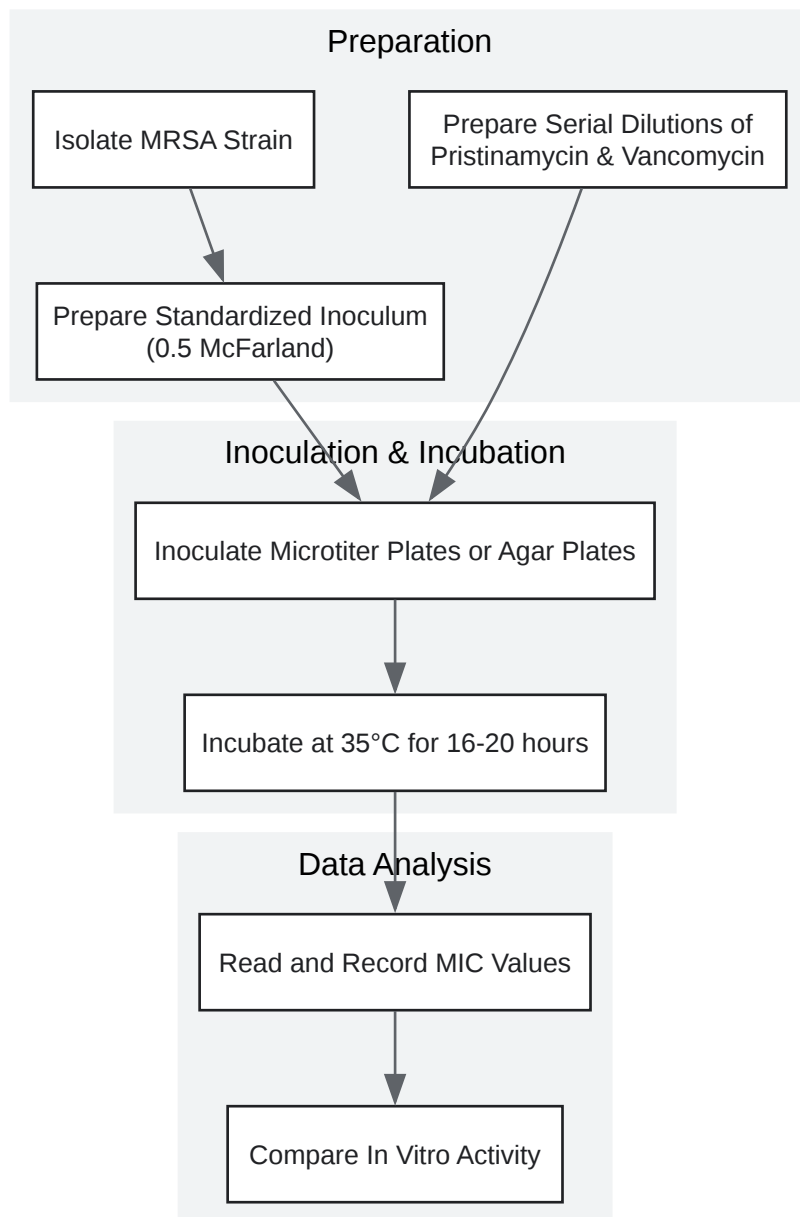 Preparation
Isolate MRSA Strain
Prepare Serial Dilutions of
Pristinamycin & Vancomycin
Prepare Standardized Inoculum
(0.5 McFarland)
Inoculation & Incubation
Inoculate Microtiter Plates or Agar Plates
Incubate at 35°C for 16-20 hours
Data Analysis
Read and Record MIC Values
Compare In Vitro Activity